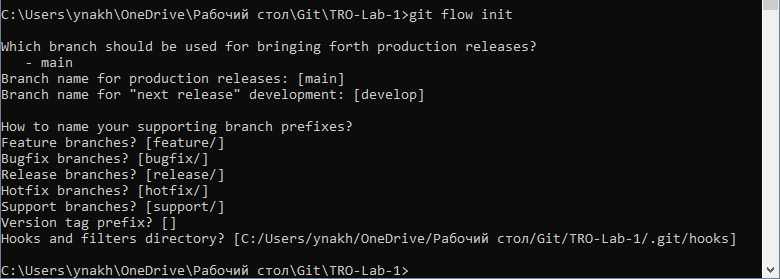 C:\Users\ynakh\OneDrive\Рабочий стол\Git\TRO-Lab-1>git flow init
Which branch should be used for bringing forth production releases?
- main
Branch name for production releases: [main]
Branch name for "next release" development: [develop]
How to name your supporting branch prefixes?
Feature branches? [feature/]
Bugfix branches? [bugfix/]
Release branches? [release/]
Hotfix branches? [hotfix/]
Support branches? [support/]
Version tag prefix? []
Hooks and filters directory? [C:/Users/ynakh/OneDrive/Рабочий стол/Git/TRO-Lab-1/.git/hooks]
C:\Users\ynakh\OneDrive\Рабочий стол\Git\TRO-Lab-1>